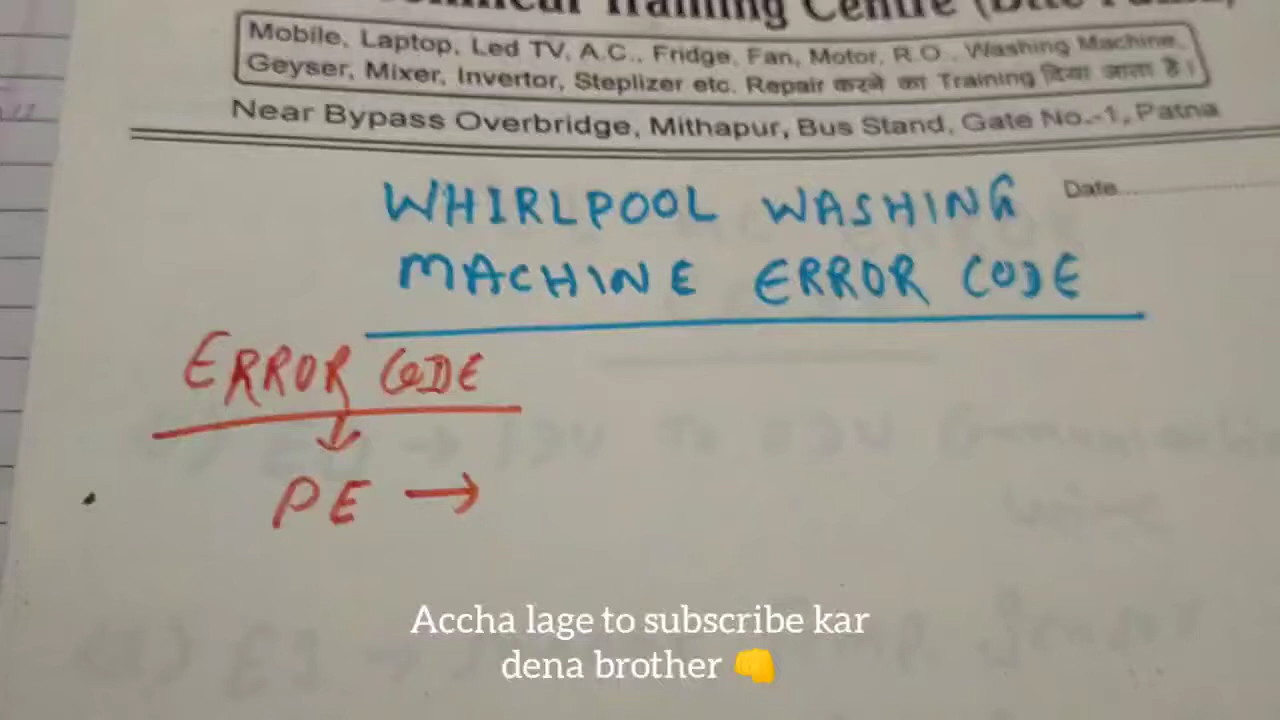 Training Centre
Mobile, Laptop, Led TV, A.C., Fridge, Fan, Motor, R.O., Washing Machine,
Geyser, Mixer, Invertor, Steplizer etc. Repair करने का Training दिया जाता है।
Near Bypass Overbridge, Mithapur, Bus Stand, Gate No.-1, Patna
Date....................
WHIRLPOOL WASHING
MACHINE ERROR CODE
ERROR CODE
↓
PE →
Accha lage to subscribe kar
dena brother 👊